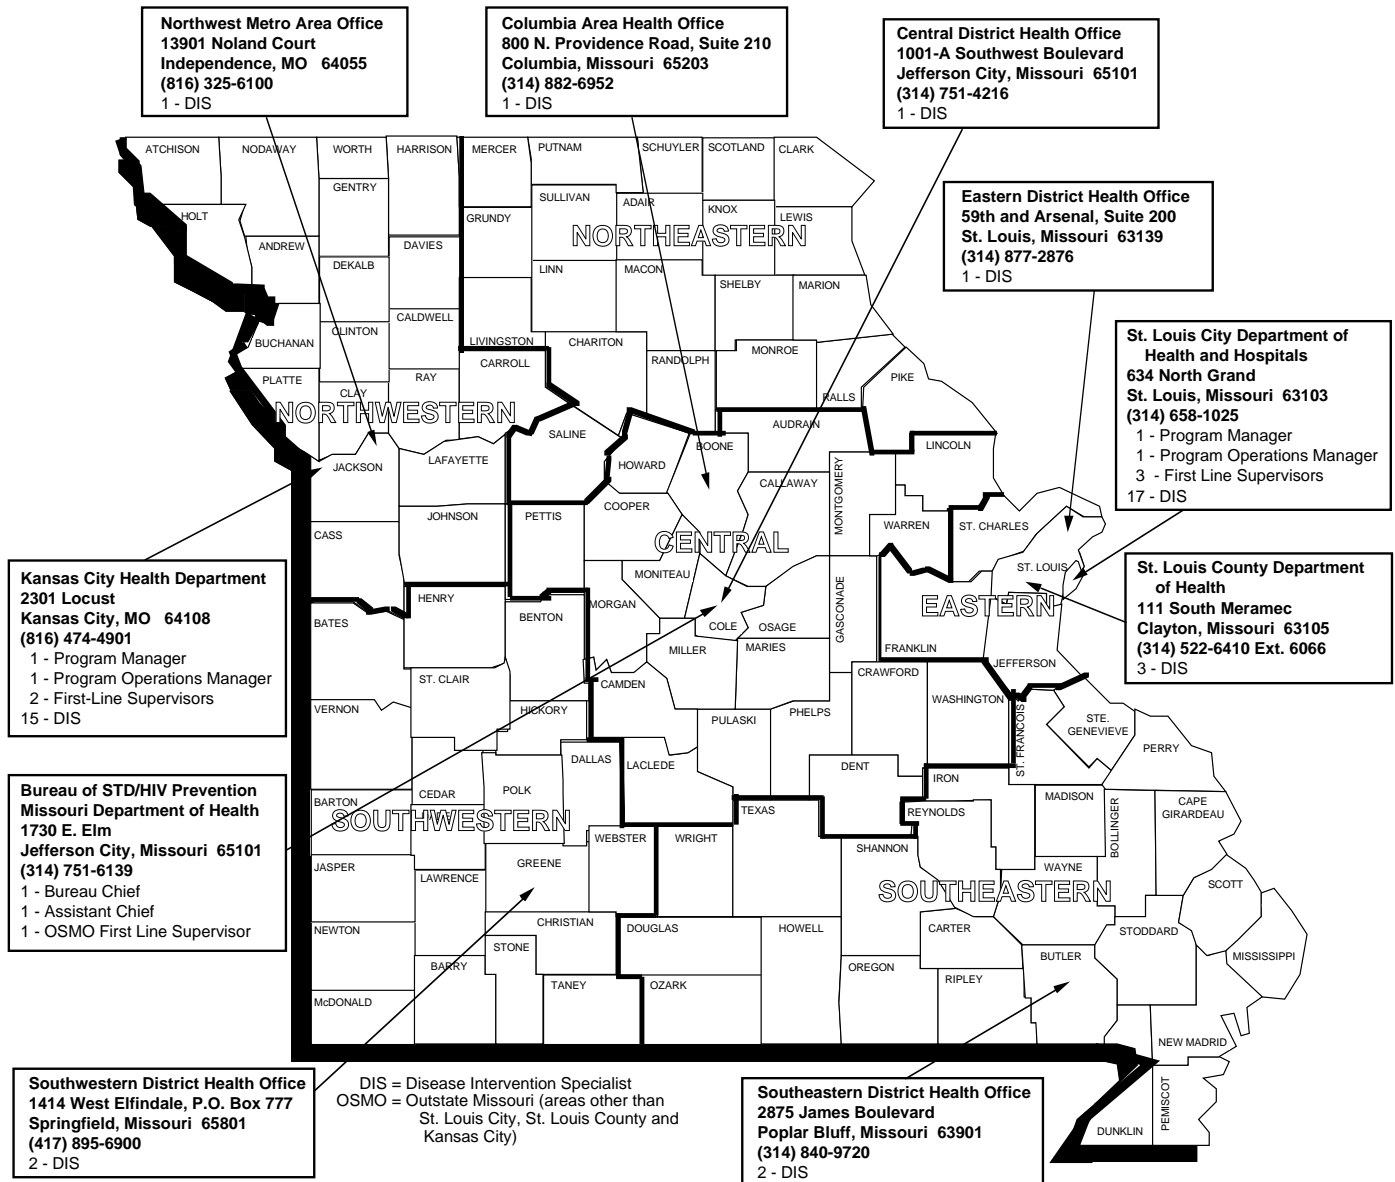 Northwest Metro Area Office
13901 Noland Court
Independence, MO 64055
(816) 325-6100
1 - DIS
Columbia Area Health Office
800 N. Providence Road, Suite 210
Columbia, Missouri 65203
(314) 882-6952
1 - DIS
Central District Health Office
1001-A Southwest Boulevard
Jefferson City, Missouri 65101
(314) 751-4216
1 - DIS
Eastern District Health Office
59th and Arsenal, Suite 200
St. Louis, Missouri 63139
(314) 877-2876
1 - DIS
St. Louis City Department of
Health and Hospitals
634 North Grand
St. Louis, Missouri 63103
(314) 658-1025
1 - Program Manager
1 - Program Operations Manager
3 - First Line Supervisors
17 - DIS
St. Louis County Department
of Health
111 South Meramec
Clayton, Missouri 63105
(314) 522-6410 Ext. 6066
3 - DIS
Kansas City Health Department
2301 Locust
Kansas City, MO 64108
(816) 474-4901
1 - Program Manager
1 - Program Operations Manager
2 - First-Line Supervisors
15 - DIS
Bureau of STD/HIV Prevention
Missouri Department of Health
1730 E. Elm
Jefferson City, Missouri 65101
(314) 751-6139
1 - Bureau Chief
1 - Assistant Chief
1 - OSMO First Line Supervisor
Southwestern District Health Office
1414 West Elfindale, P.O. Box 777
Springfield, Missouri 65801
(417) 895-6900
2 - DIS
DIS = Disease Intervention Specialist
OSMO = Outstate Missouri (areas other than
St. Louis City, St. Louis County and
Kansas City)
Southeastern District Health Office
2875 James Boulevard
Poplar Bluff, Missouri 63901
(314) 840-9720
2 - DIS
ATCHISON
NODAWAY
WORTH
HARRISON
MERCER
PUTNAM
SCHUYLER
SCOTLAND
CLARK
GENTRY
SULLIVAN
ADAIR
KNOX
LEWIS
HOLT
GRUNDY
NORTHEASTERN
ANDREW
DAVIES
DEKALB
LINN
MACON
SHELBY
MARION
CALDWELL
CLINTON
BUCHANAN
LIVINGSTON
CHARITON
RANDOLPH
MONROE
CARROLL
PLATTE
CLAY
RAY
RALLS
PIKE
NORTHWESTERN
SALINE
AUDRAIN
BOONE
LINCOLN
JACKSON
LAFAYETTE
HOWARD
CALLAWAY
MONTGOMERY
COOPER
JOHNSON
PETTIS
WARREN
ST. CHARLES
CASS
CENTRAL
MONITEAU
ST. LOUIS
HENRY
BENTON
MORGAN
GASCONADE
EASTERN
BATES
COLE
OSAGE
MILLER
MARIES
FRANKLIN
JEFFERSON
ST. CLAIR
CAMDEN
CRAWFORD
WASHINGTON
VERNON
HICKORY
PULASKI
PHELPS
ST. FRANCOIS
STE.
GENEVIEVE
PERRY
DALLAS
LACLEDE
DENT
IRON
BARTON
CEDAR
POLK
TEXAS
REYNOLDS
MADISON
BOLLINGER
CAPE
GIRARDEAU
SOUTHWESTERN
WEBSTER
WRIGHT
SHANNON
JASPER
LAWRENCE
GREENE
WAYNE
SCOTT
SOUTHEASTERN
NEWTON
CHRISTIAN
DOUGLAS
HOWELL
CARTER
STODDARD
STONE
BARRY
OREGON
BUTLER
MISSISSIPPI
McDONALD
TANEY
OZARK
RIPLEY
NEW MADRID
PEMISCOT
DUNKLIN